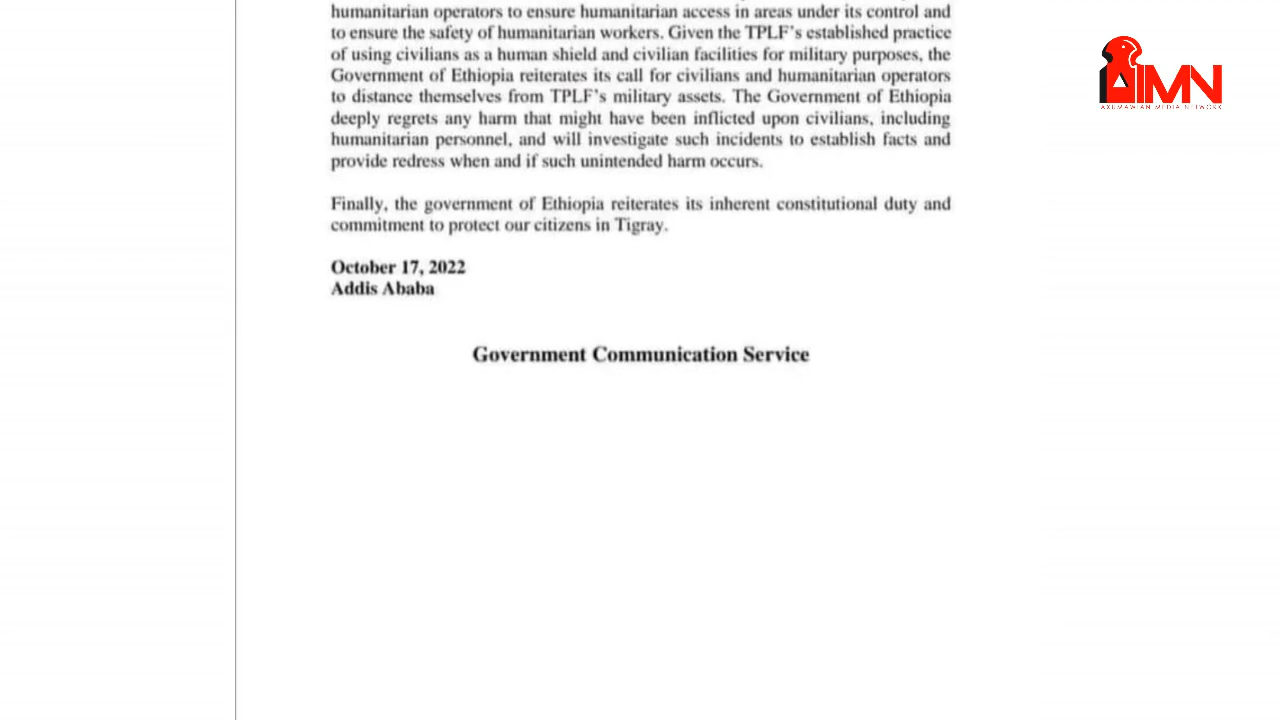 humanitarian operators to ensure humanitarian access in areas under its control and
to ensure the safety of humanitarian workers. Given the TPLF's established practice
of using civilians as a human shield and civilian facilities for military purposes, the
Government of Ethiopia reiterates its call for civilians and humanitarian operators
to distance themselves from TPLF's military assets. The Government of Ethiopia
deeply regrets any harm that might have been inflicted upon civilians, including
humanitarian personnel, and will investigate such incidents to establish facts and
provide redress when and if such unintended harm occurs.
Finally, the government of Ethiopia reiterates its inherent constitutional duty and
commitment to protect our citizens in Tigray.
October 17, 2022
Addis Ababa
Government Communication Service
AMN
AXUMAWIAN MEDIA NETWORK